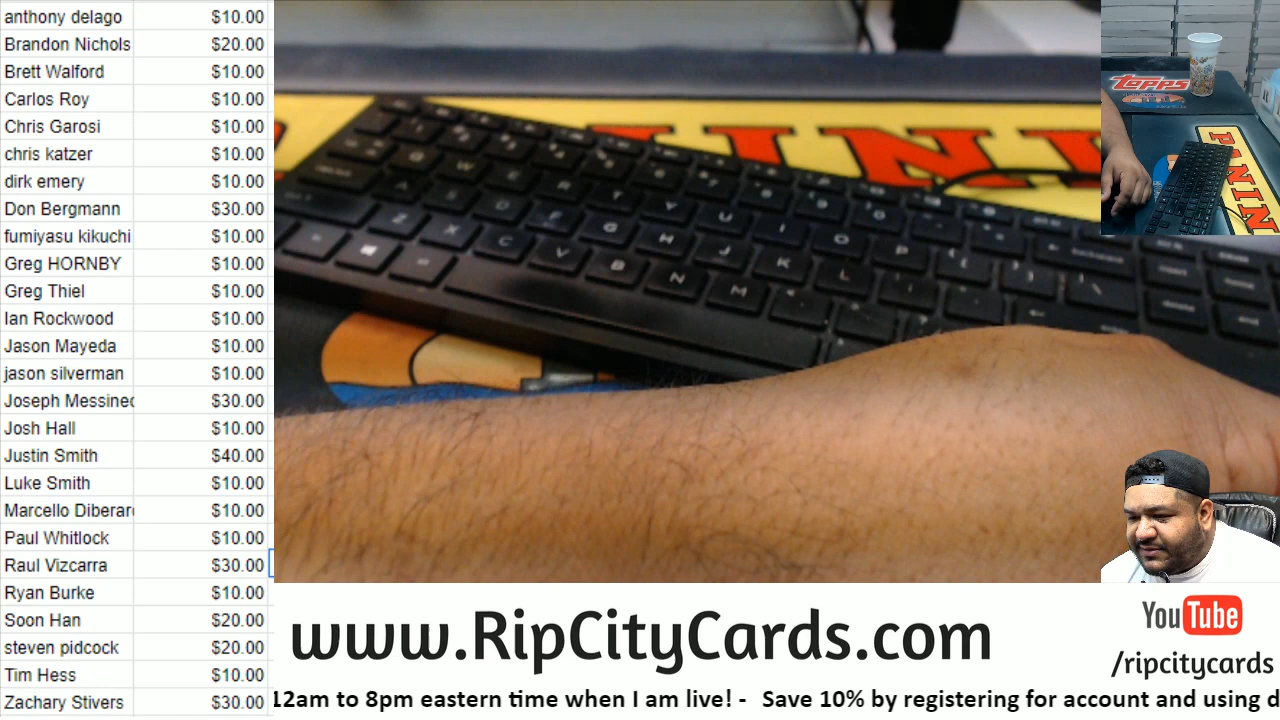 anthony delago $10.00
Brandon Nichols $20.00
Brett Walford $10.00
Carlos Roy $10.00
Chris Garosi $10.00
chris katzer $10.00
dirk emery $10.00
Don Bergmann $30.00
fumiyasu kikuchi $10.00
Greg HORNBY $10.00
Greg Thiel $10.00
Ian Rockwood $10.00
Jason Mayeda $10.00
jason silverman $10.00
Joseph Messinec $30.00
Josh Hall $10.00
Justin Smith $40.00
Luke Smith $10.00
Marcello Diberar $10.00
Paul Whitlock $10.00
Raul Vizcarra $30.00
Ryan Burke $10.00
Soon Han $20.00
steven pidcock $20.00
Tim Hess $10.00
Zachary Stivers $30.00
topps
PANINI
Q W E R T Y U I O P
A S D F G H J K L
Z X C V B N M
www.RipCityCards.com
YouTube
/ripcitycards
12am to 8pm eastern time when I am live! - Save 10% by registering for account and using d